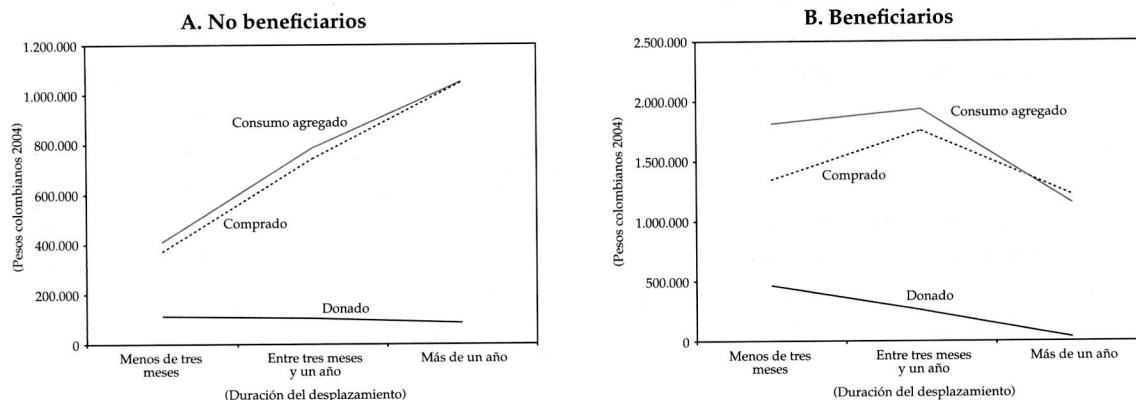 A. No beneficiarios
1.200.000
1.000.000
800.000
600.000
400.000
200.000
0
(Pesos colombianos 2004)
Consumo agregado
Comprado
Donado
Menos de tres
meses
Entre tres meses
y un año
Más de un año
(Duración del desplazamiento)
B. Beneficiarios
2.500.000
2.000.000
1.500.000
1.000.000
500.000
0
(Pesos colombianos 2004)
Consumo agregado
Comprado
Donado
Menos de tres
meses
Entre tres meses
y un año
Más de un año
(Duración del desplazamiento)